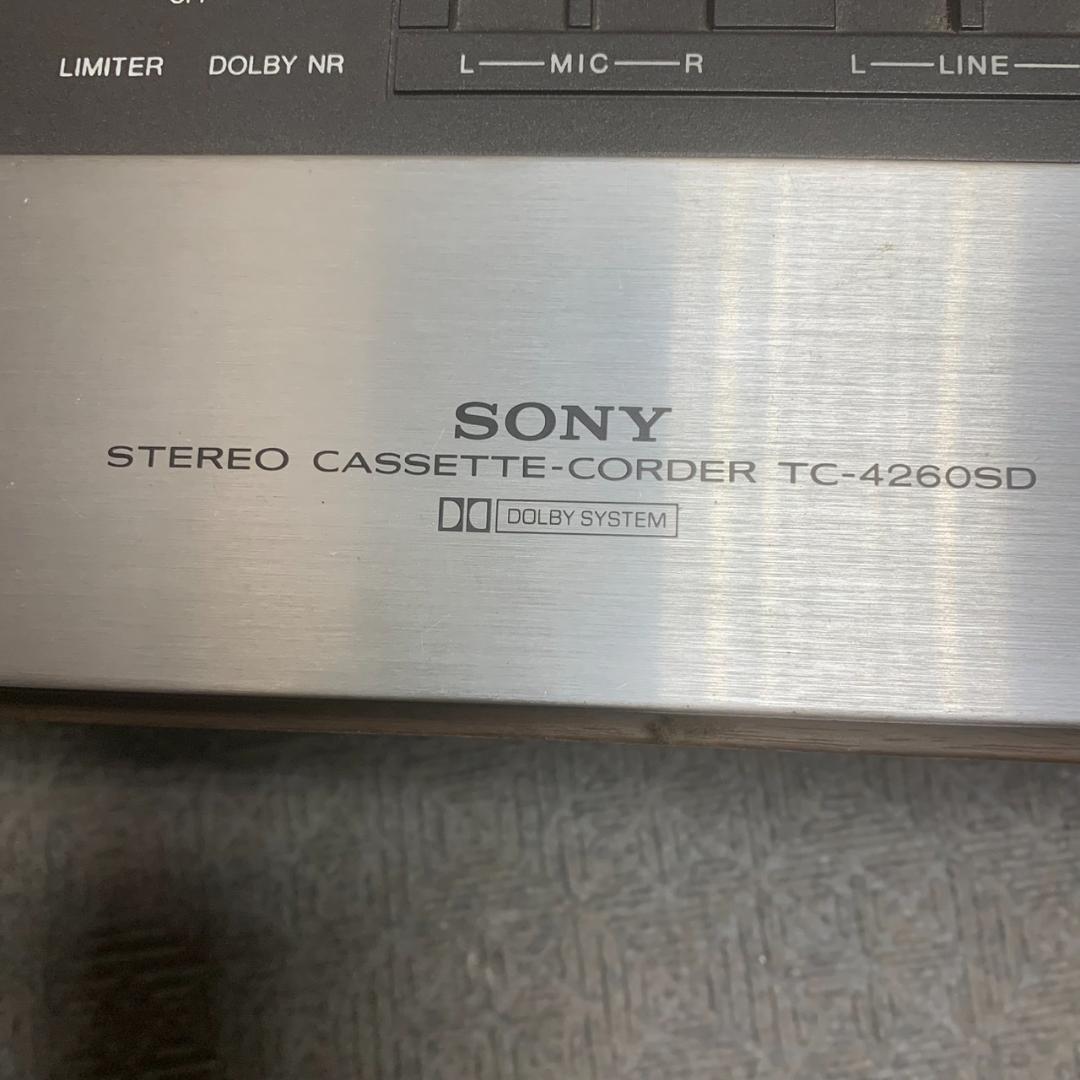 LIMITER DOLBY NR L MIC R L LINE
SONY
STEREO CASSETTE-CORDER TC-4260SD
DOLBY SYSTEM